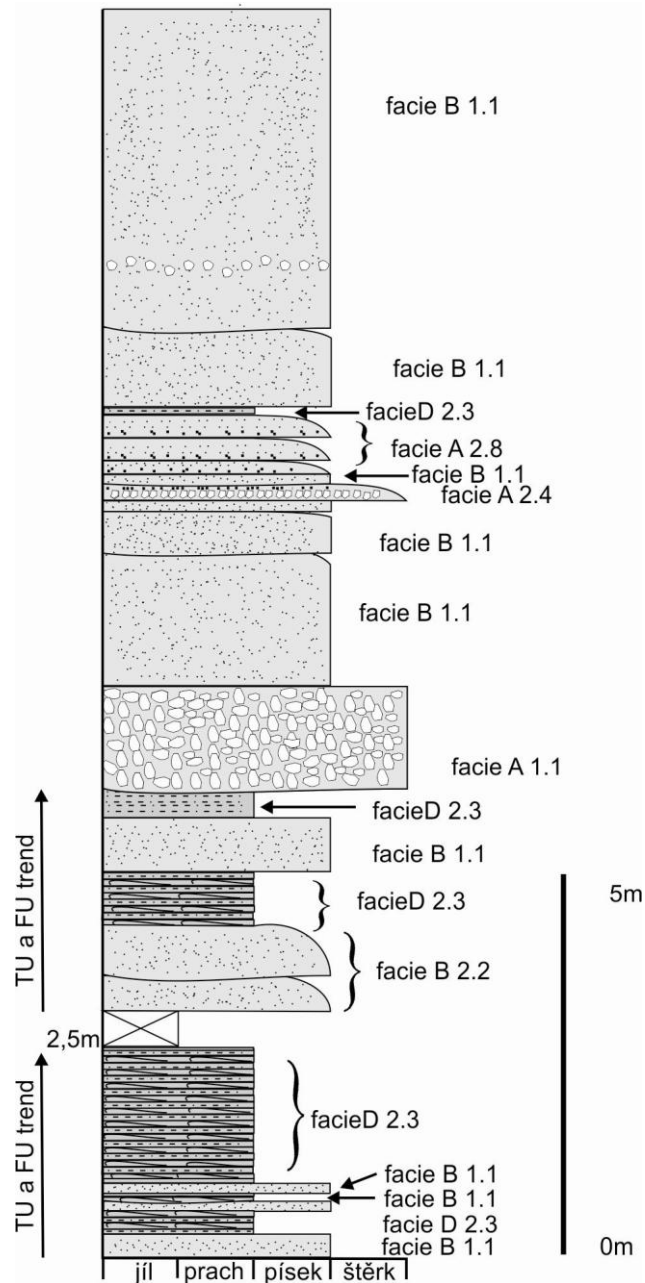 facie B 1.1
facie B 1.1
facieD 2.3
facie A 2.8
facie B 1.1
facie A 2.4
facie B 1.1
facie B 1.1
facie A 1.1
facieD 2.3
facie B 1.1
facieD 2.3
5m
TU a FU trend
facie B 2.2
2,5m
TU a FU trend
facieD 2.3
facie B 1.1
facie B 1.1
facie D 2.3
facie B 1.1
0m
jíl prach písek štěrk